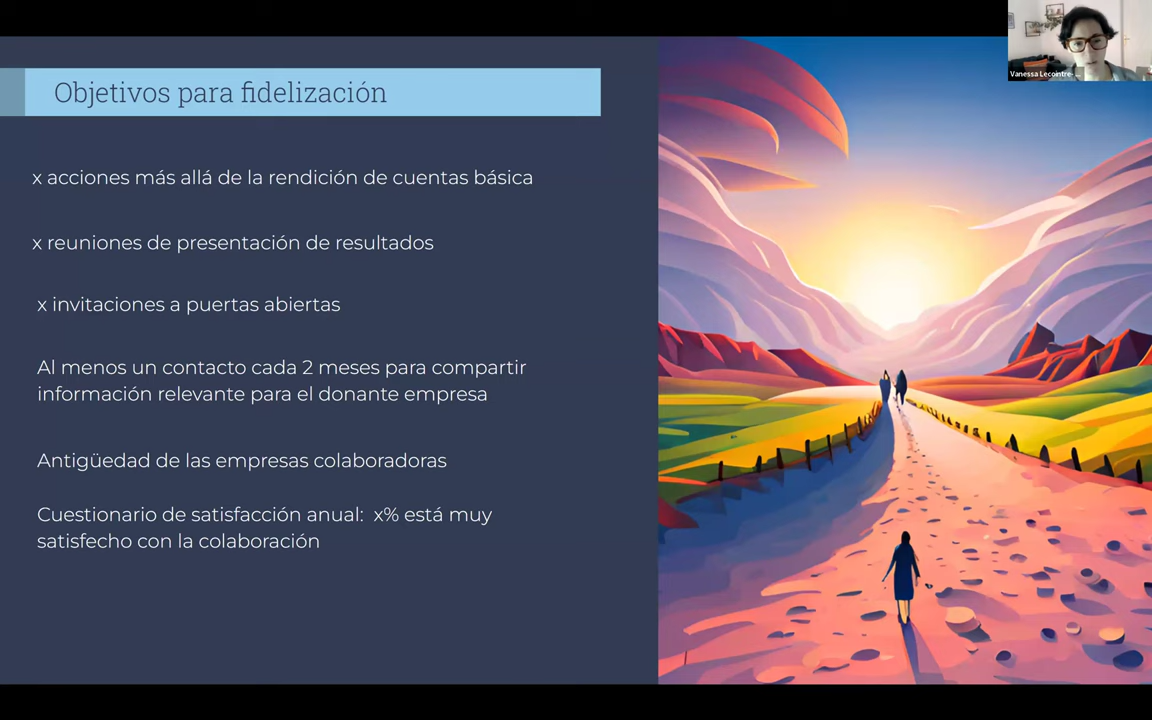 Vanessa Lecointre-
Objetivos para fidelización
x acciones más allá de la rendición de cuentas básica
x reuniones de presentación de resultados
x invitaciones a puertas abiertas
Al menos un contacto cada 2 meses para compartir
información relevante para el donante empresa
Antigüedad de las empresas colaboradoras
Cuestionario de satisfacción anual:  x% está muy
satisfecho con la colaboración